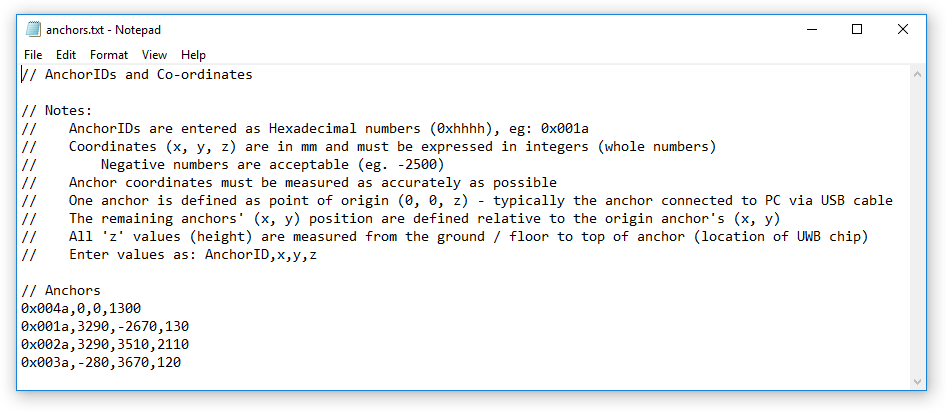 anchors.txt - Notepad
File Edit Format View Help
// AnchorIDs and Co-ordinates
// Notes:
//    AnchorIDs are entered as Hexadecimal numbers (0xhhhh), eg: 0x001a
//    Coordinates (x, y, z) are in mm and must be expressed in integers (whole numbers)
//        Negative numbers are acceptable (eg. -2500)
//    Anchor coordinates must be measured as accurately as possible
//    One anchor is defined as point of origin (0, 0, z) - typically the anchor connected to PC via USB cable
//    The remaining anchors' (x, y) position are defined relative to the origin anchor's (x, y)
//    All 'z' values (height) are measured from the ground / floor to top of anchor (location of UWB chip)
//    Enter values as: AnchorID,x,y,z
// Anchors
0x004a,0,0,1300
0x001a,3290,-2670,130
0x002a,3290,3510,2110
0x003a,-280,3670,120